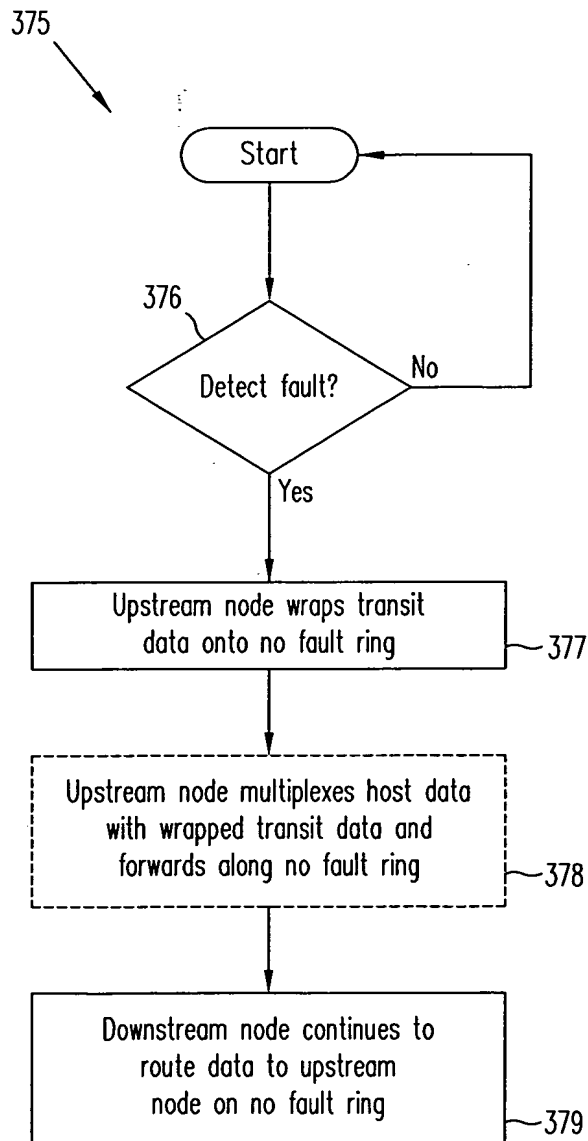 375
Start
376
Detect fault?
No
Yes
Upstream node wraps transit
data onto no fault ring
377
Upstream node multiplexes host data
with wrapped transit data and
forwards along no fault ring
378
Downstream node continues to
route data to upstream
node on no fault ring
379